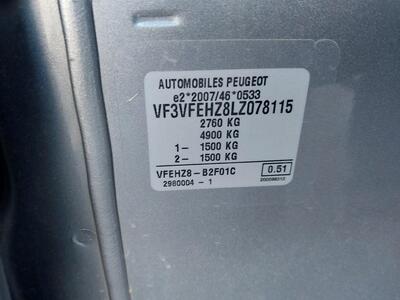 AUTOMOBILES PEUGEOT
e2*2007/46*0533
VF3VFEHZ8LZ078115
2760 KG
4900 KG
1- 1500 KG
2- 1500 KG
VFEHZ8-B2F01C 0.51
2980004-1